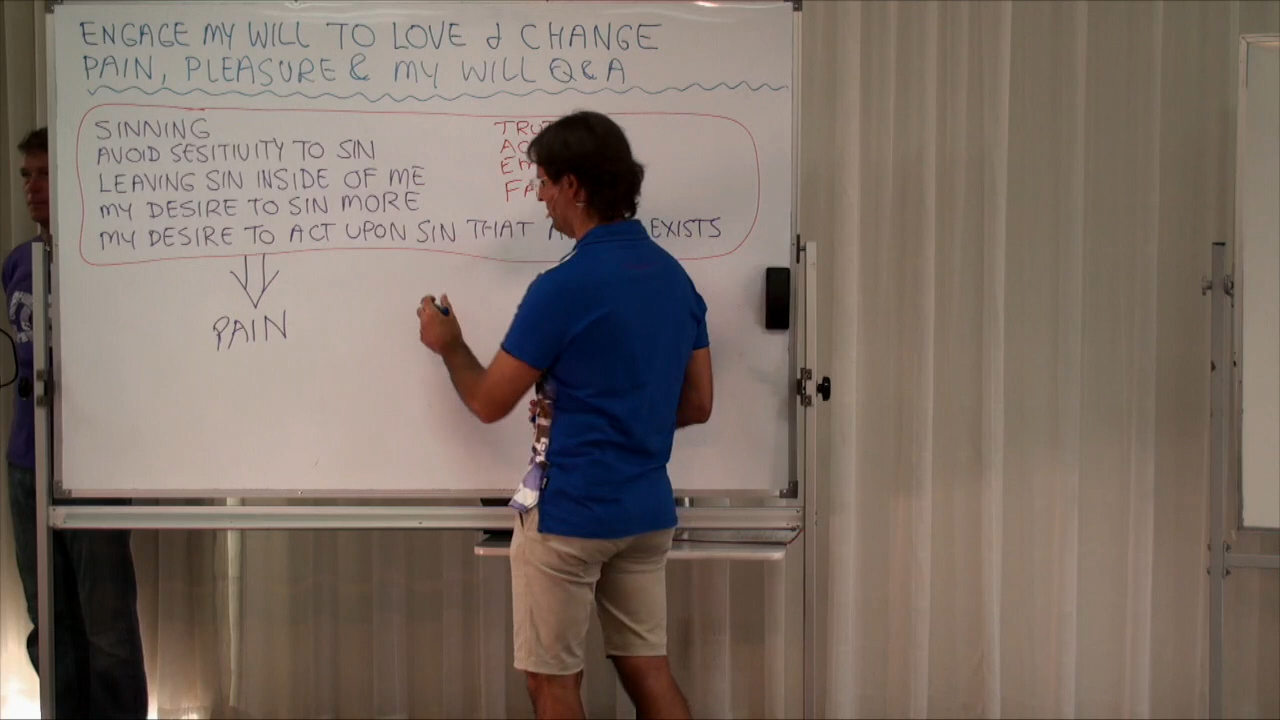 ENGAGE MY WILL TO LOVE & CHANGE
PAIN, PLEASURE & MY WILL Q&A
SINNING
AVOID SESITIVITY TO SIN
LEAVING SIN INSIDE OF ME
MY DESIRE TO SIN MORE
MY DESIRE TO ACT UPON SIN THAT EXISTS
PAIN